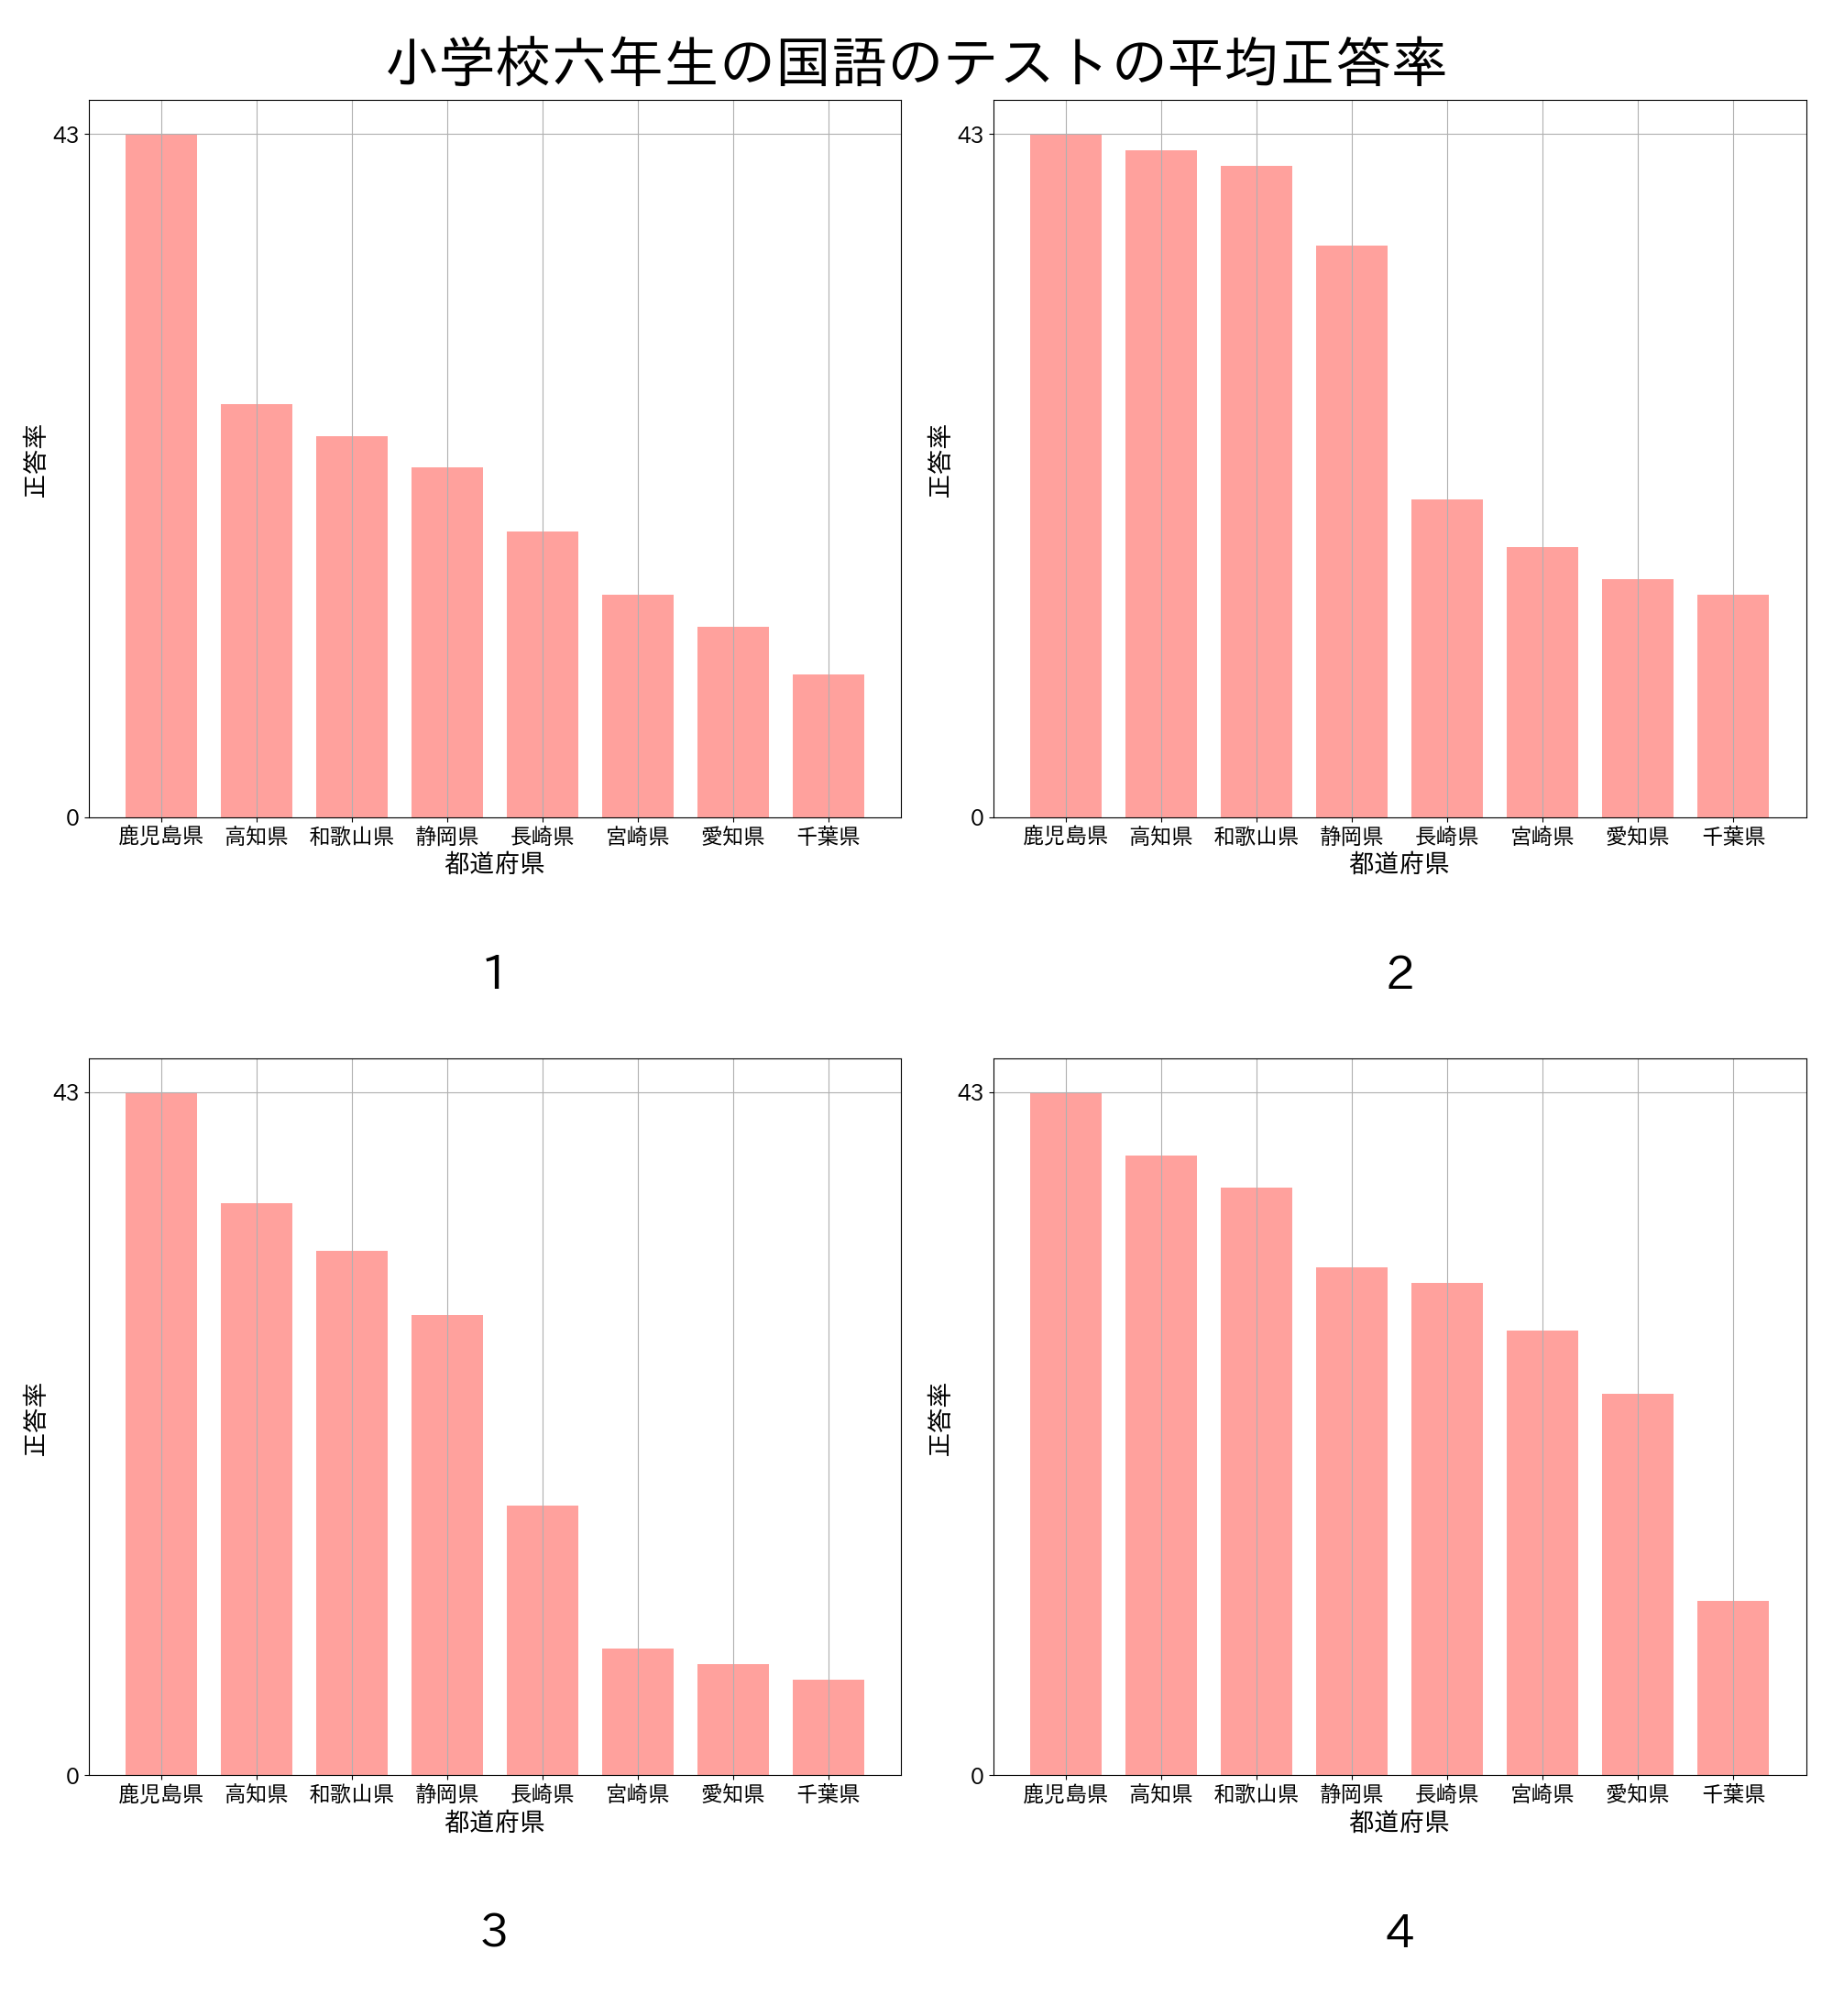 小学校六年生の国語のテストの平均正答率
43
0
正答率
鹿児島県 高知県 和歌山県 静岡県 長崎県 宮崎県 愛知県 千葉県
都道府県
1
43
0
正答率
鹿児島県 高知県 和歌山県 静岡県 長崎県 宮崎県 愛知県 千葉県
都道府県
2
43
0
正答率
鹿児島県 高知県 和歌山県 静岡県 長崎県 宮崎県 愛知県 千葉県
都道府県
3
43
0
正答率
鹿児島県 高知県 和歌山県 静岡県 長崎県 宮崎県 愛知県 千葉県
都道府県
4